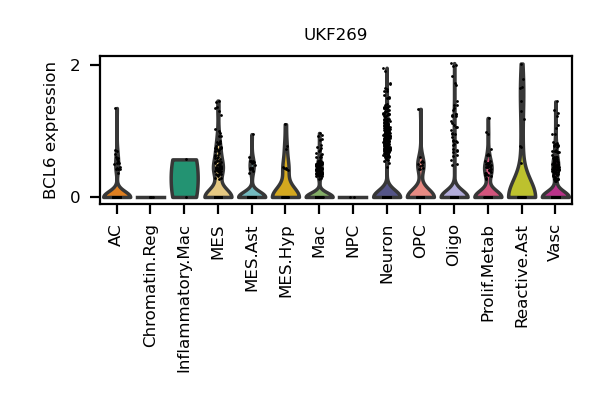 UKF269
BCL6 expression
2
0
AC
Chromatin.Reg
Inflammatory.Mac
MES
MES.Ast
MES.Hyp
Mac
NPC
Neuron
OPC
Oligo
Prolif.Metab
Reactive.Ast
Vasc